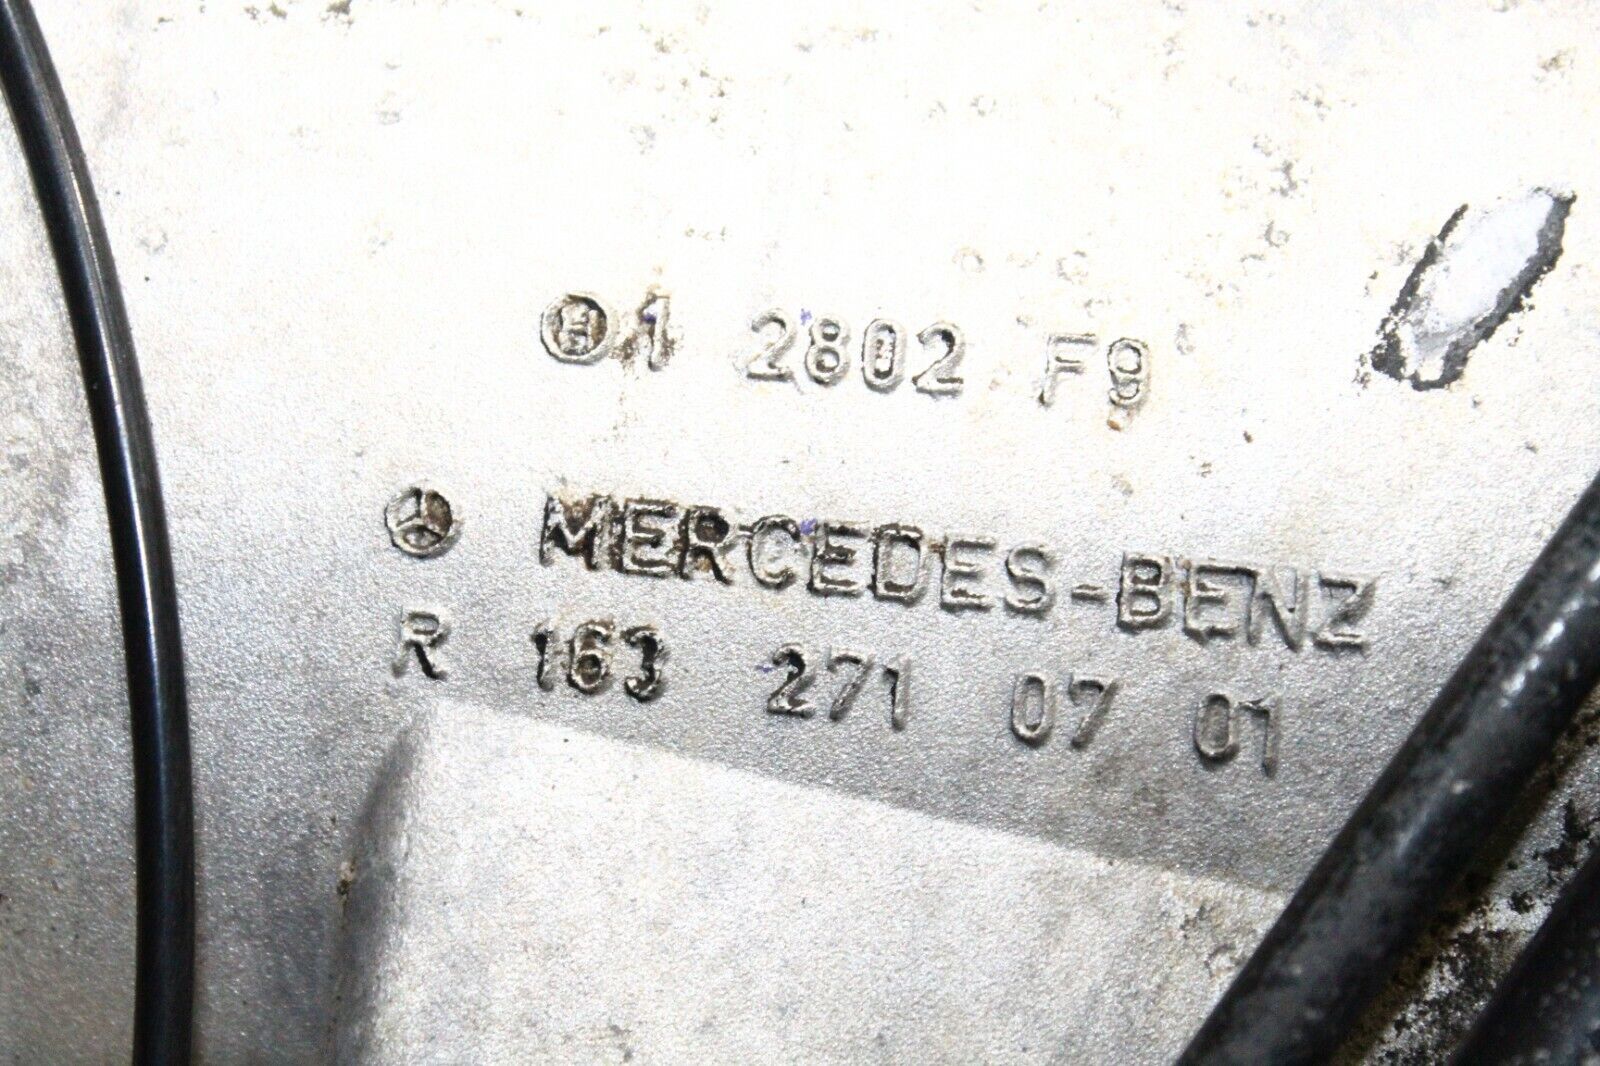 H 1 2802 F9
MERCEDES-BENZ
R 163 271 07 01